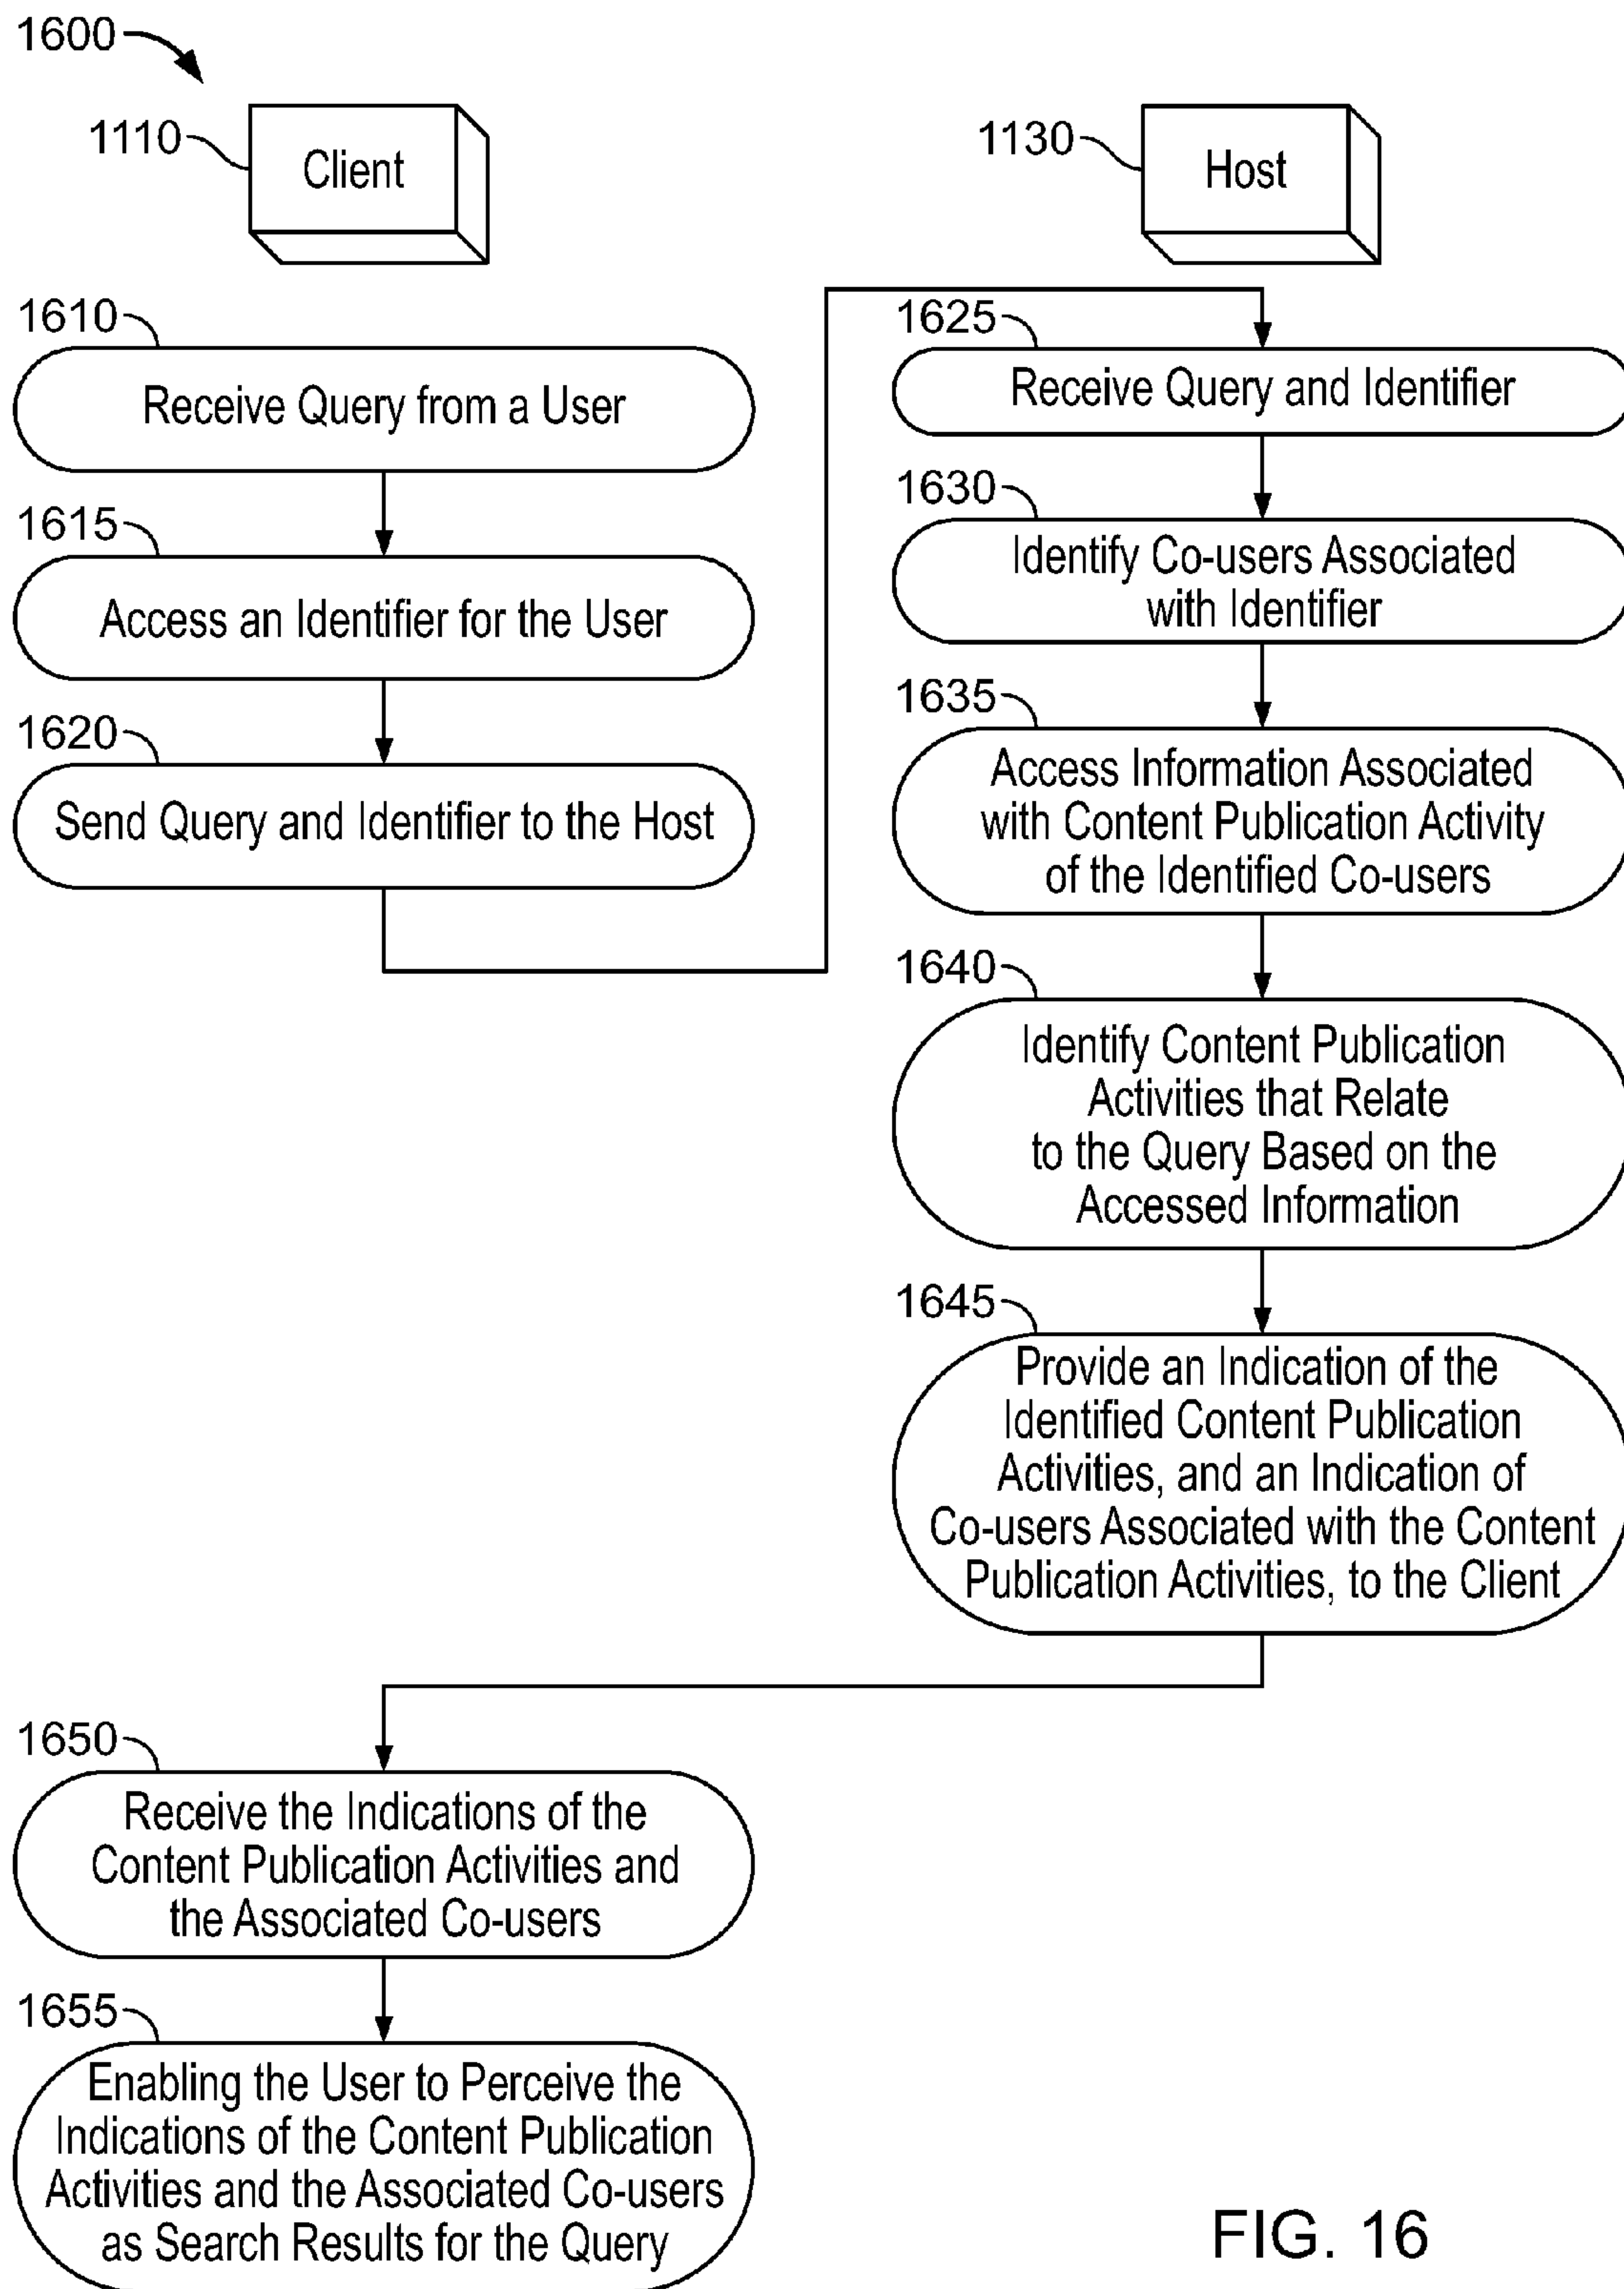 1600
1110
Client
1130
Host
1610
Receive Query from a User
1615
Access an Identifier for the User
1620
Send Query and Identifier to the Host
1625
Receive Query and Identifier
1630
Identify Co-users Associated
with Identifier
1635
Access Information Associated
with Content Publication Activity
of the Identified Co-users
1640
Identify Content Publication
Activities that Relate
to the Query Based on the
Accessed Information
1645
Provide an Indication of the
Identified Content Publication
Activities, and an Indication of
Co-users Associated with the Content
Publication Activities, to the Client
1650
Receive the Indications of the
Content Publication Activities and
the Associated Co-users
1655
Enabling the User to Perceive the
Indications of the Content Publication
Activities and the Associated Co-users
as Search Results for the Query
FIG. 16